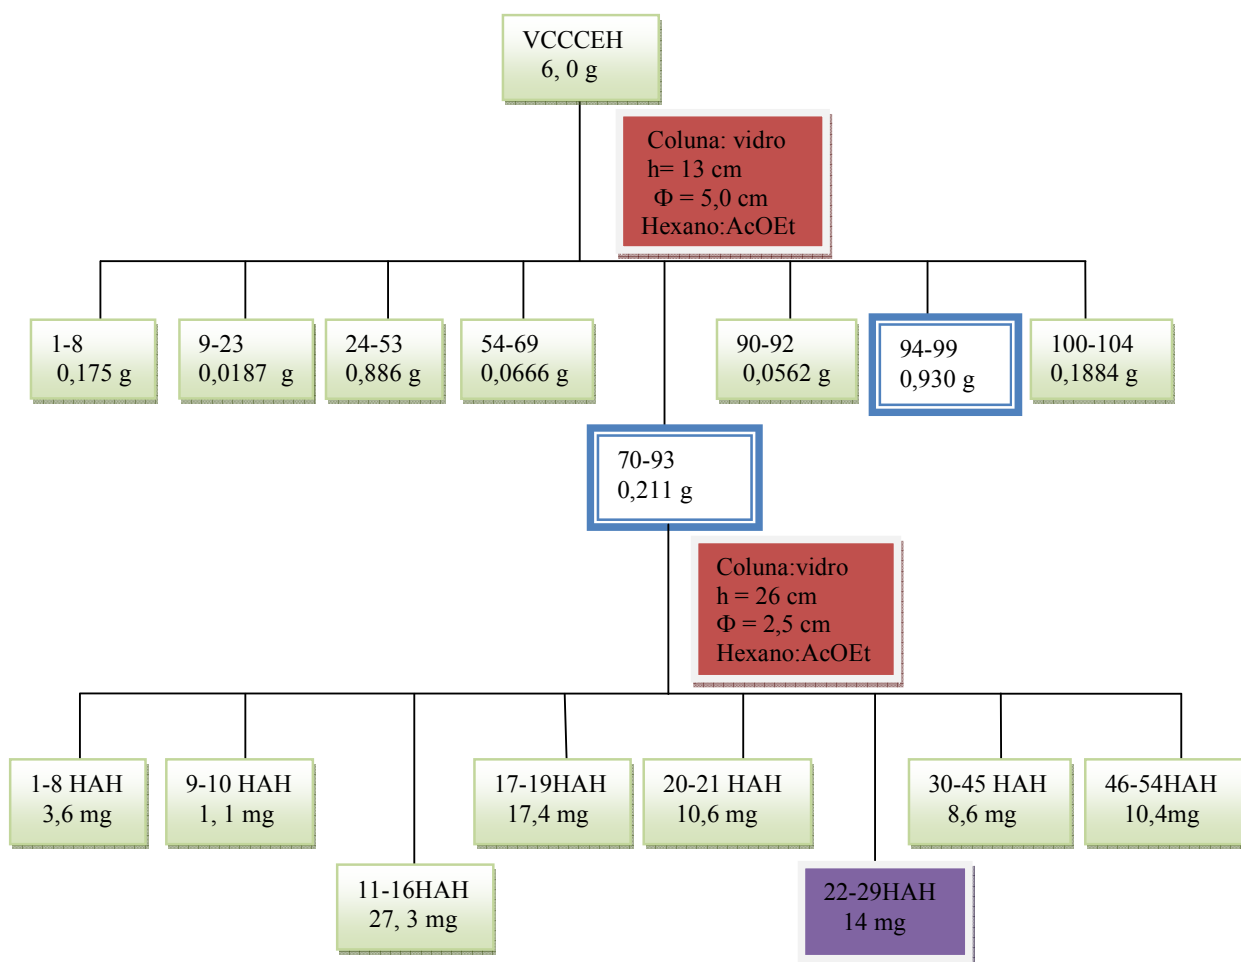 VCCCEH
6, 0 g
Coluna: vidro
h= 13 cm
Φ = 5,0 cm
Hexano:AcOEt
1-8
0,175 g
9-23
0,0187 g
24-53
0,886 g
54-69
0,0666 g
90-92
0,0562 g
94-99
0,930 g
100-104
0,1884 g
70-93
0,211 g
Coluna:vidro
h = 26 cm
Φ = 2,5 cm
Hexano:AcOEt
1-8 HAH
3,6 mg
9-10 HAH
1, 1 mg
17-19HAH
17,4 mg
20-21 HAH
10,6 mg
30-45 HAH
8,6 mg
46-54HAH
10,4mg
11-16HAH
27, 3 mg
22-29HAH
14 mg